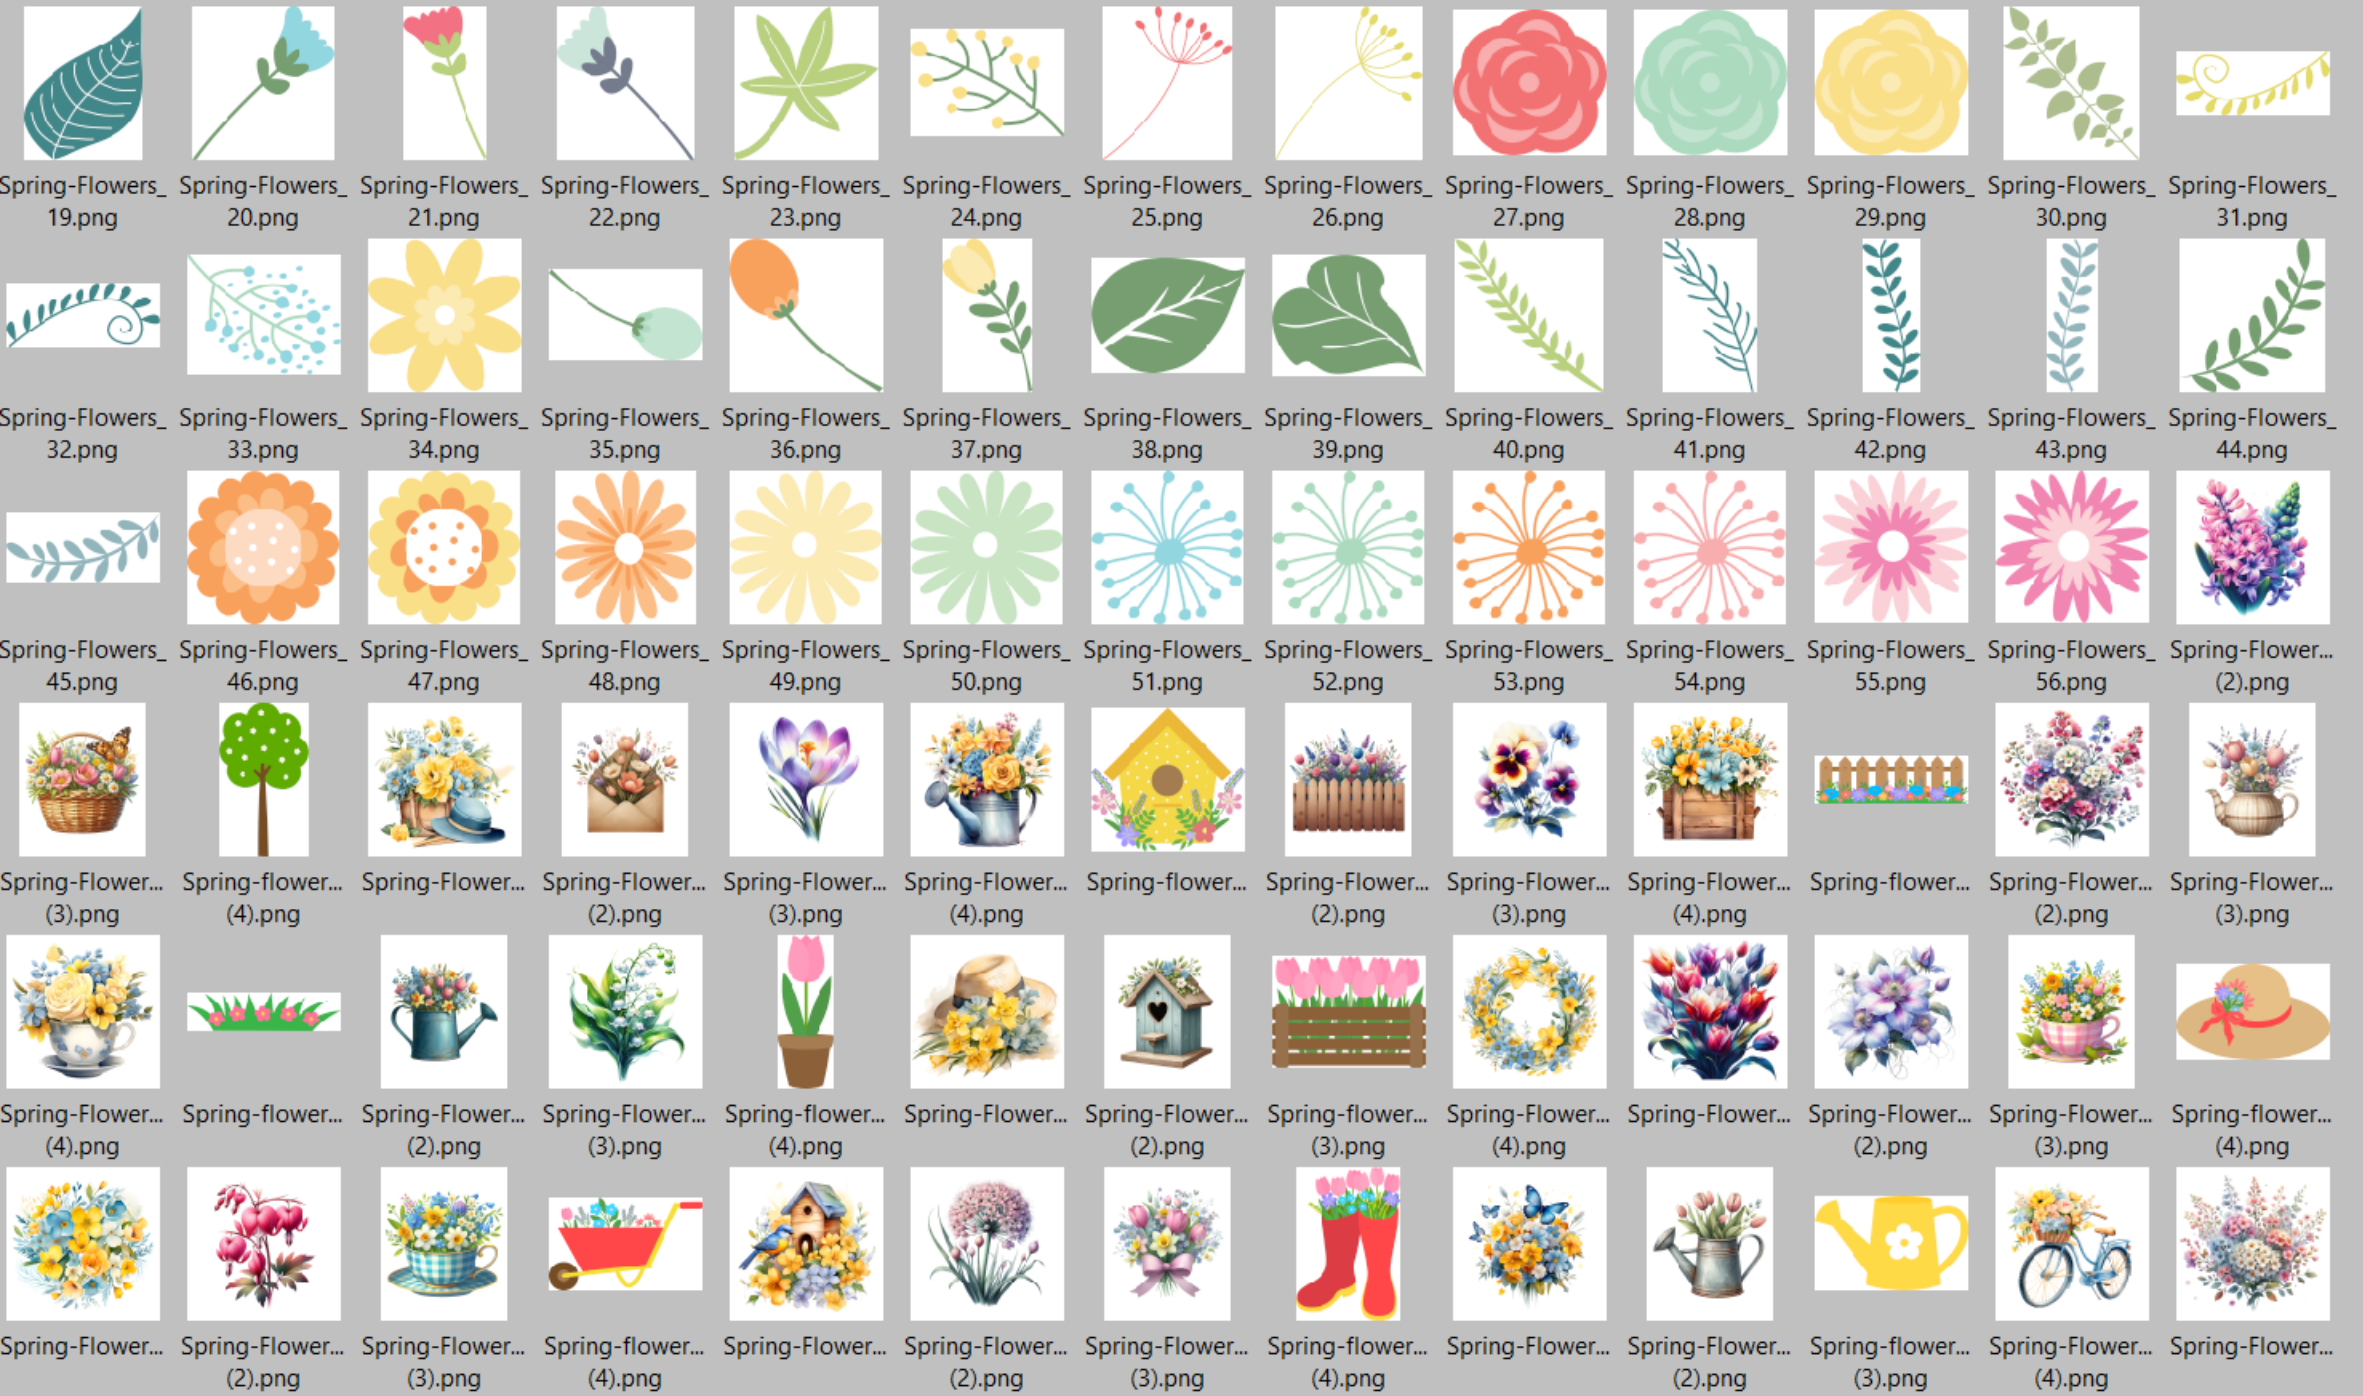 Spring-Flowers_ Spring-Flowers_ Spring-Flowers_ Spring-Flowers_ Spring-Flowers_ Spring-Flowers_ Spring-Flowers_ Spring-Flowers_ Spring-Flowers_ Spring-Flowers_ Spring-Flowers_ Spring-Flowers_ Spring-Flowers_
19.png 20.png 21.png 22.png 23.png 24.png 25.png 26.png 27.png 28.png 29.png 30.png 31.png
Spring-Flowers_ Spring-Flowers_ Spring-Flowers_ Spring-Flowers_ Spring-Flowers_ Spring-Flowers_ Spring-Flowers_ Spring-Flowers_ Spring-Flowers_ Spring-Flowers_ Spring-Flowers_ Spring-Flowers_ Spring-Flowers_
32.png 33.png 34.png 35.png 36.png 37.png 38.png 39.png 40.png 41.png 42.png 43.png 44.png
Spring-Flowers_ Spring-Flowers_ Spring-Flowers_ Spring-Flowers_ Spring-Flowers_ Spring-Flowers_ Spring-Flowers_ Spring-Flowers_ Spring-Flowers_ Spring-Flowers_ Spring-Flowers_ Spring-Flowers_ Spring-Flower...
45.png 46.png 47.png 48.png 49.png 50.png 51.png 52.png 53.png 54.png 55.png 56.png (2).png
Spring-Flower... Spring-flower... Spring-Flower... Spring-Flower... Spring-Flower... Spring-Flower... Spring-flower... Spring-Flower... Spring-Flower... Spring-Flower... Spring-flower... Spring-Flower... Spring-Flower...
(3).png (4).png (2).png (3).png (4).png (2).png (3).png (4).png (2).png (3).png
Spring-Flower... Spring-flower... Spring-Flower... Spring-Flower... Spring-flower... Spring-Flower... Spring-Flower... Spring-flower... Spring-Flower... Spring-Flower... Spring-Flower... Spring-Flower... Spring-flower...
(4).png (2).png (3).png (4).png (2).png (3).png (4).png (2).png (3).png (4).png
Spring-Flower... Spring-Flower... Spring-Flower... Spring-flower... Spring-Flower... Spring-Flower... Spring-Flower... Spring-flower... Spring-Flower... Spring-Flower... Spring-flower... Spring-Flower... Spring-Flower...
(2).png (3).png (4).png (2).png (3).png (4).png (2).png (3).png (4).png